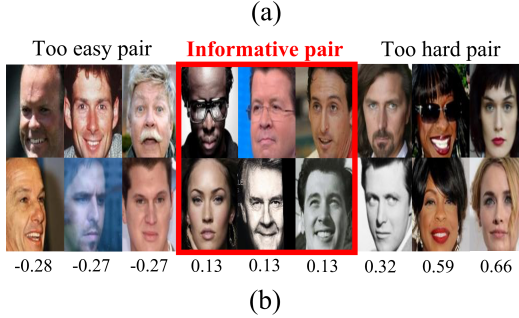 (a)
Too easy pair Informative pair Too hard pair
-0.28 -0.27 -0.27 0.13 0.13 0.13 0.32 0.59 0.66
(b)